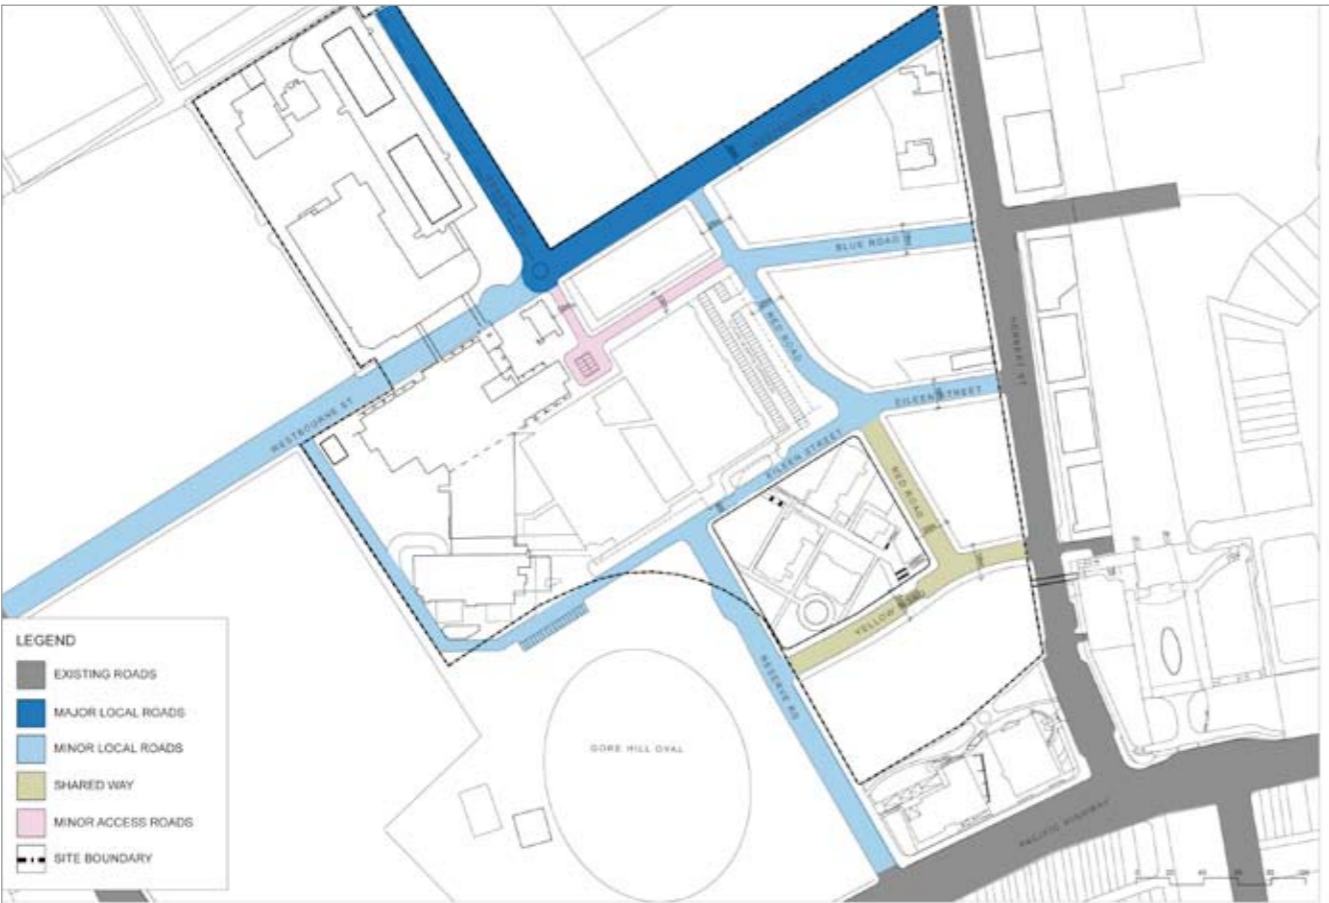 WESTBOURNE ST
BLUE ROAD
RED ROAD
HERBERT ST
EILEEN STREET
WESTBOURNE ST
EILEEN STREET
RED ROAD
YELLOW
RESERVE RD
GORE HILL OVAL
PACIFIC HIGHWAY
LEGEND
EXISTING ROADS
MAJOR LOCAL ROADS
MINOR LOCAL ROADS
SHARED WAY
MINOR ACCESS ROADS
SITE BOUNDARY